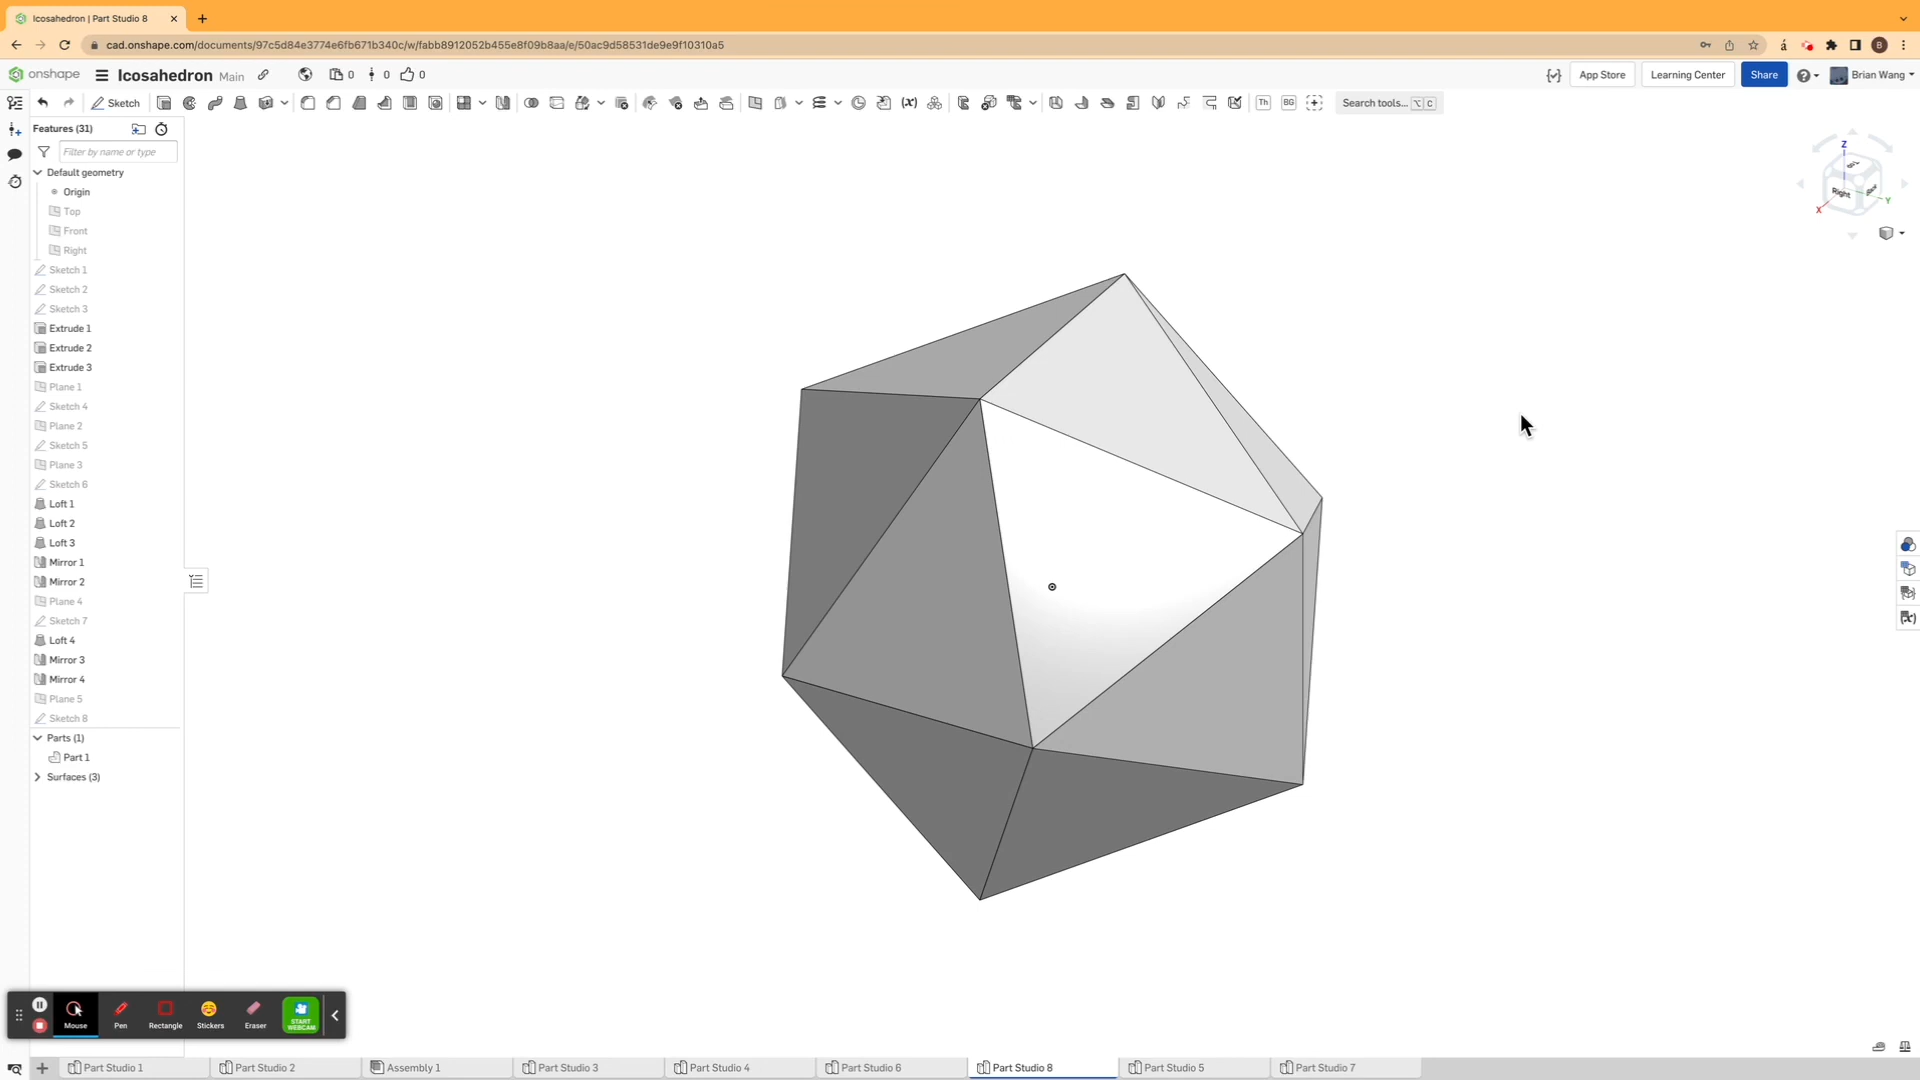 Icosahedron | Part Studio 8
cad.onshape.com/documents/97c5d84e3774e6fb671b340c/w/fabb8912052b455e8f09b8aa/e/50ac9d58531de9e9f10310a5
B
onshape
Icosahedron
Main
0
0
0
App Store
Learning Center
Share
Brian Wang
Sketch
(x)
Th
BG
Search tools... ⌥ C
Features (31)
Filter by name or type
Default geometry
Origin
Top
Front
Right
Sketch 1
Sketch 2
Sketch 3
Extrude 1
Extrude 2
Extrude 3
Plane 1
Sketch 4
Plane 2
Sketch 5
Plane 3
Sketch 6
Loft 1
Loft 2
Loft 3
Mirror 1
Mirror 2
Plane 4
Sketch 7
Loft 4
Mirror 3
Mirror 4
Plane 5
Sketch 8
Parts (1)
Part 1
Surfaces (3)
Z
Right
X
Y
(x)
Mouse
Pen
Rectangle
Stickers
Eraser
START
WEBCAM
Part Studio 1
Part Studio 2
Assembly 1
Part Studio 3
Part Studio 4
Part Studio 6
Part Studio 8
Part Studio 5
Part Studio 7